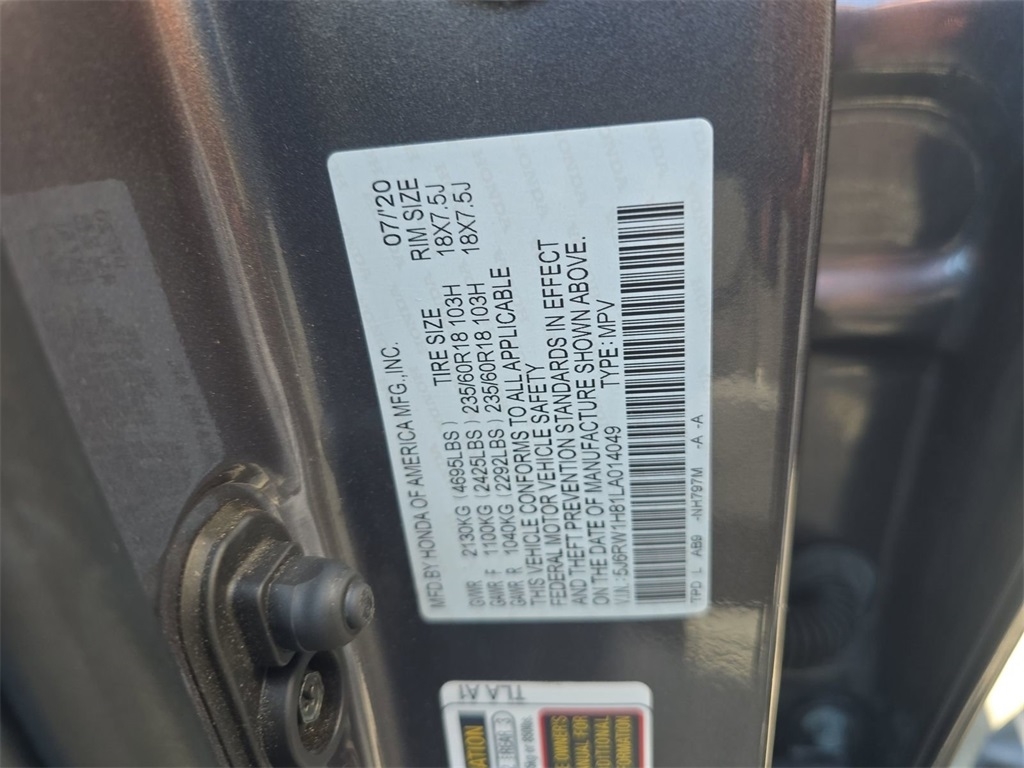 MFD.BY HONDA OF AMERICA MFG.,INC. 07/'20
TIRE SIZE RIM SIZE
GVWR 2130KG (4695LBS) 235/60R18 103H 18X7.5J
GAWR F 1100KG (2425LBS) 235/60R18 103H 18X7.5J
GAWR R 1040KG (2292LBS)
THIS VEHICLE CONFORMS TO ALL APPLICABLE
FEDERAL MOTOR VEHICLE SAFETY
AND THEFT PREVENTION STANDARDS IN EFFECT
ON THE DATE OF MANUFACTURE SHOWN ABOVE.
V.I.N.: 5J6RW1H81LA014049 TYPE: MPV
TPD L AB9 -NH797M -A -A
TLA A1
OWNERS
MANUAL FOR